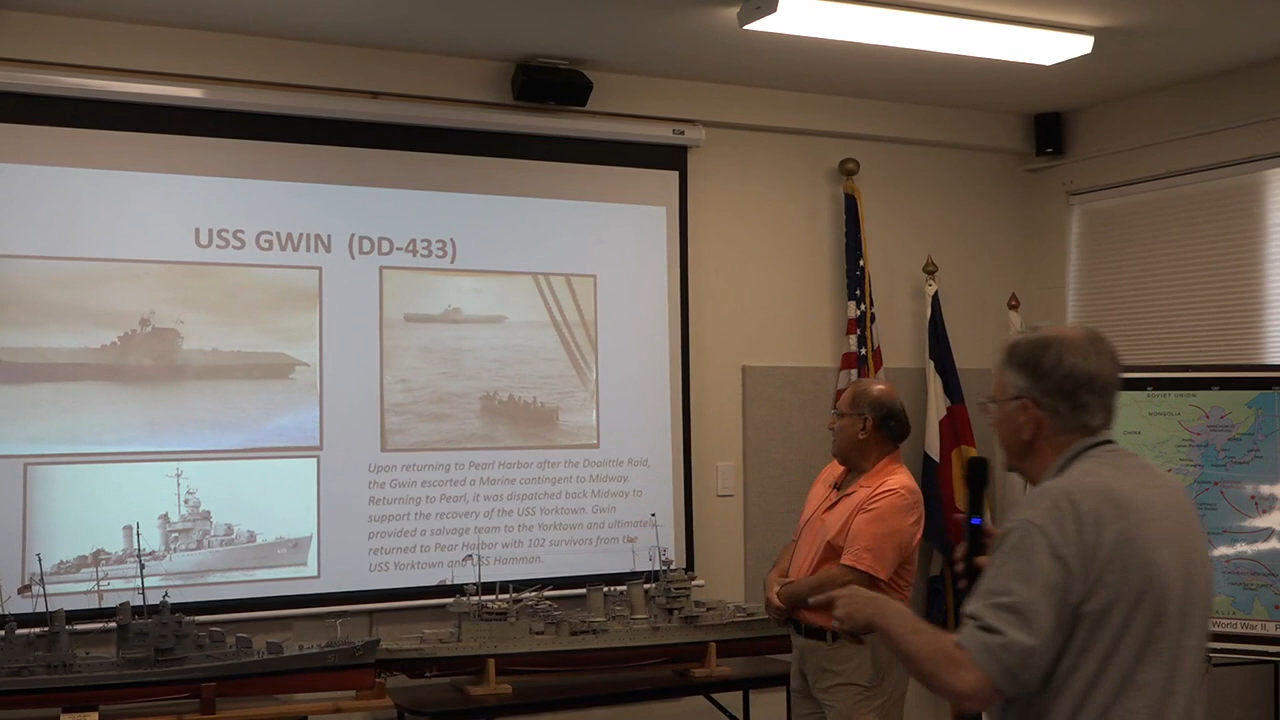 USS GWIN (DD-433)
Upon returning to Pearl Harbor after the Doolittle Raid,
the Gwin escorted a Marine contingent to Midway.
Returning to Pearl, it was dispatched back Midway to
support the recovery of the USS Yorktown. Gwin
provided a salvage team to the Yorktown and ultimately
returned to Pear Harbor with 102 survivors from the
USS Yorktown and USS Hamman.
SOVIET UNION
MONGOLIA
CHINA
World War II, P